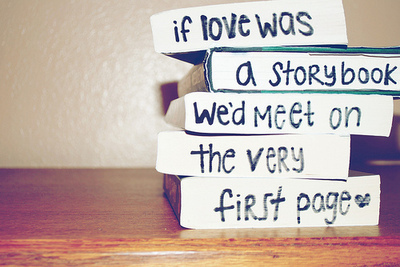 if love was
a storybook
we'd meet on
the very
first page♥